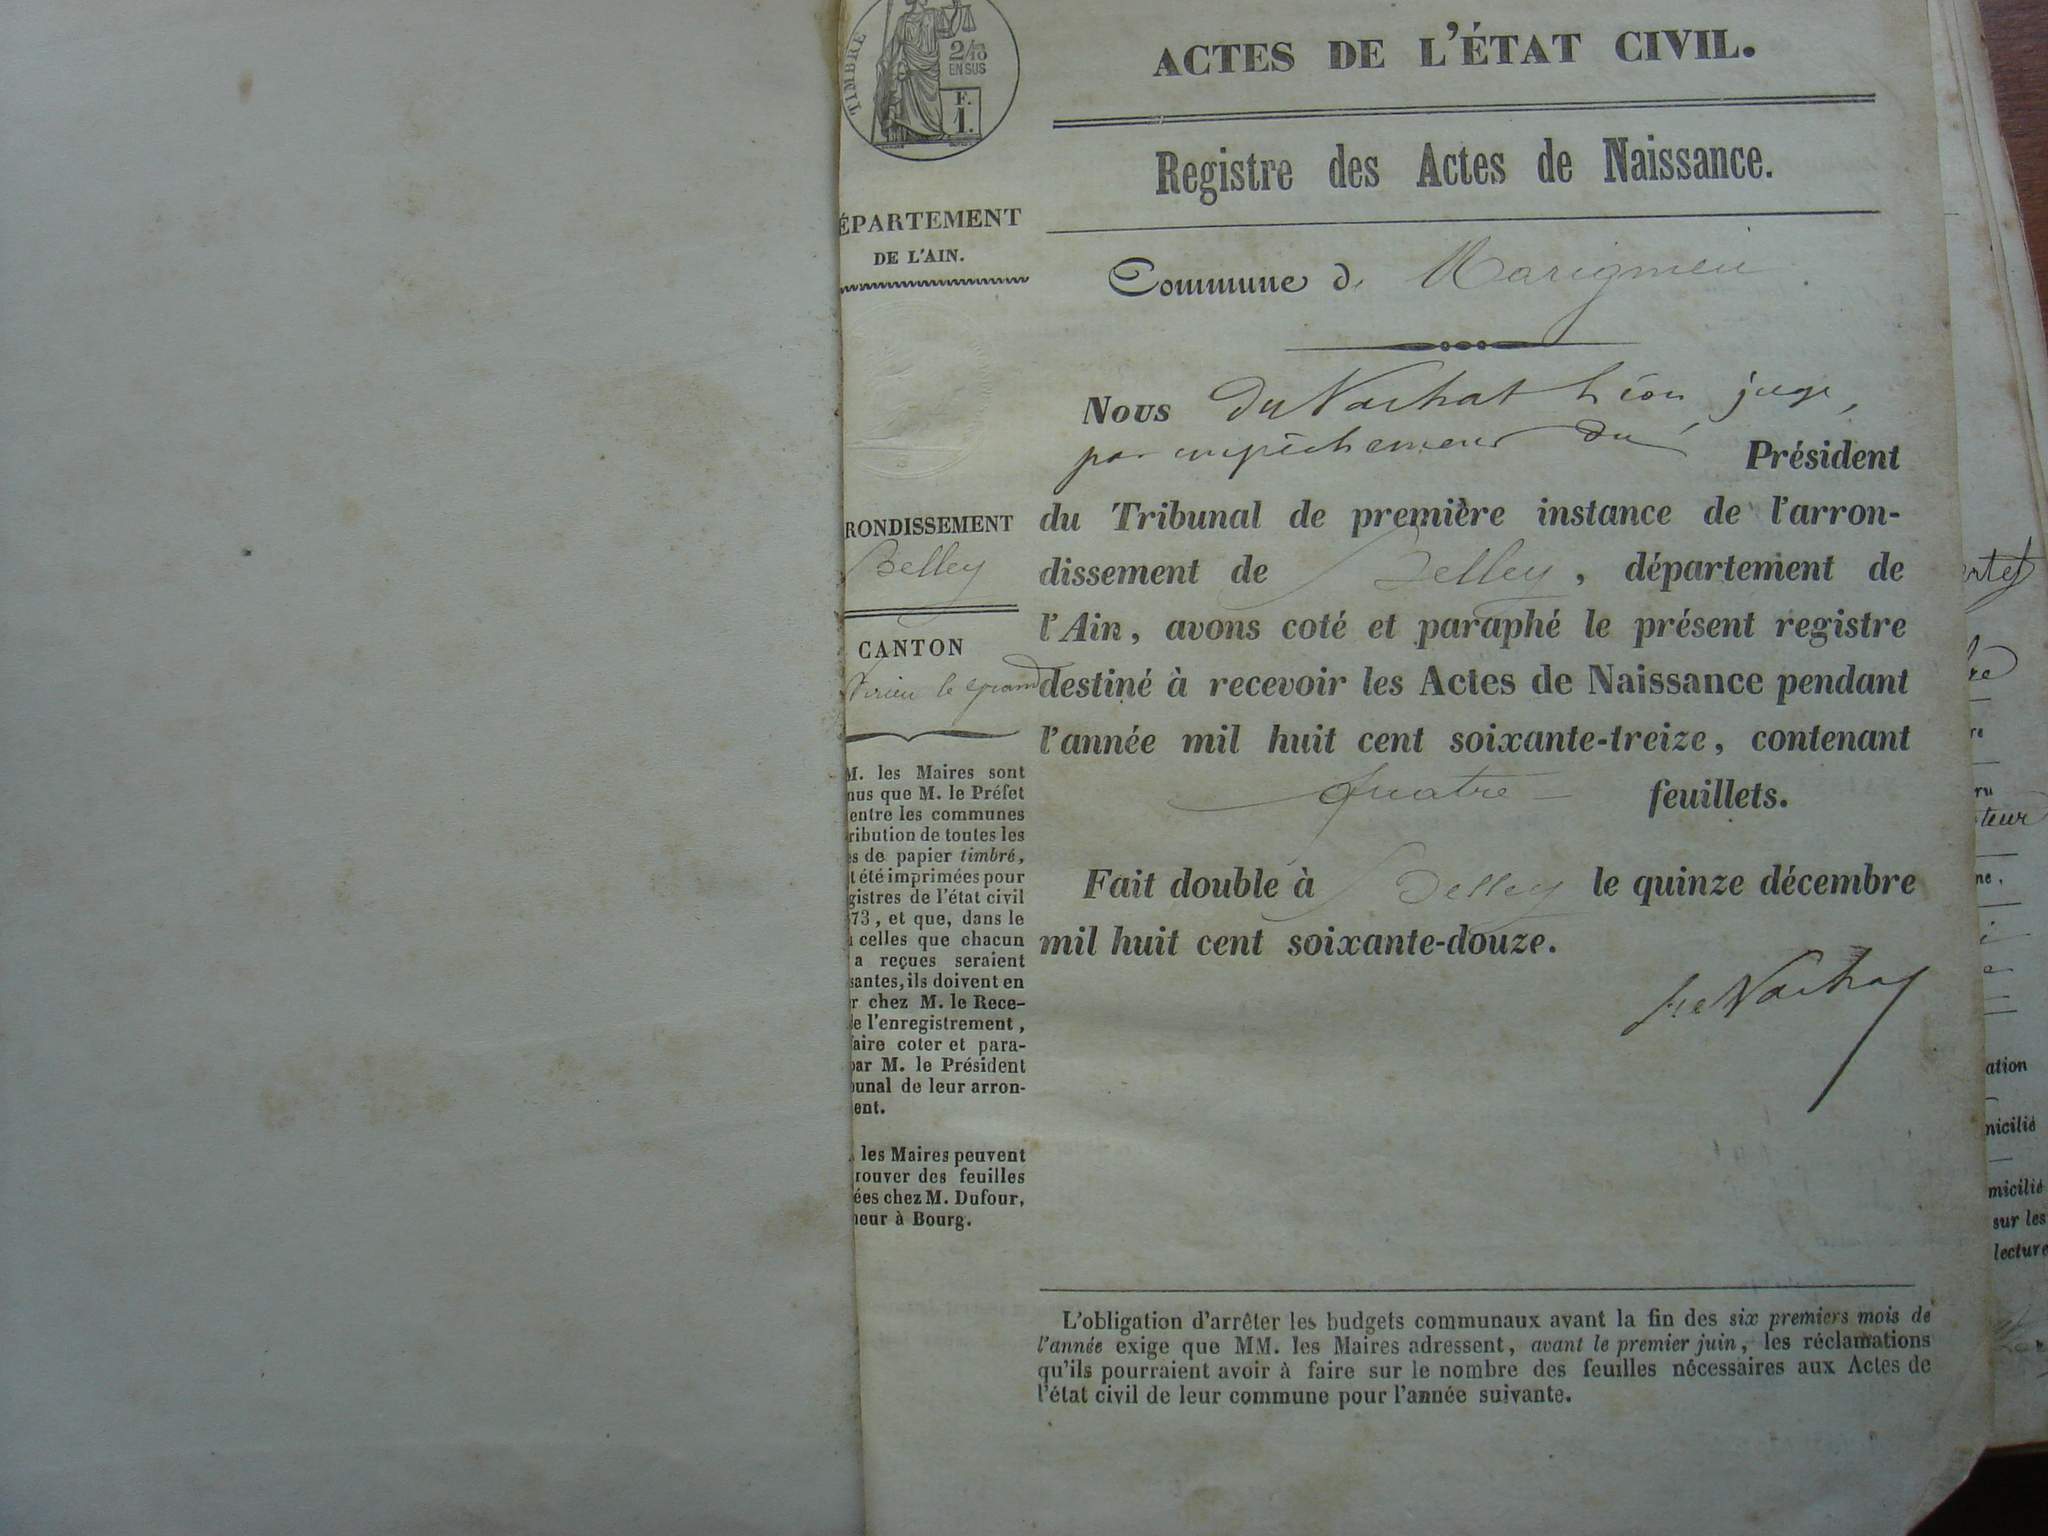 TIMBRE
2/10
EN SUS
F.
1.
ÉPARTEMENT
DE L'AIN.
RONDISSEMENT
Belley
CANTON
Virieu le grand
M. les Maires sont
nus que M. le Préfet
entre les communes
ribution de toutes les
es de papier timbré,
t été imprimées pour
gistres de l'état civil
73, et que, dans le
celles que chacun
a reçues seraient
santes, ils doivent en
r chez M. le Rece-
de l'enregistrement,
faire coter et para-
par M. le Président
bunal de leur arron-
ent.
les Maires peuvent
rouver des feuilles
ées chez M. Dufour,
meur à Bourg.
ACTES DE L'ÉTAT CIVIL.
Registre des Actes de Naissance.
Commune de Marignieu
Nous du Nachat Léon juge,
par empêchement du Président
du Tribunal de première instance de l'arron-
dissement de Belley, département de
l'Ain, avons coté et paraphé le présent registre
destiné à recevoir les Actes de Naissance pendant
l'année mil huit cent soixante-treize, contenant
quatre feuillets.
Fait double à Belley le quinze décembre
mil huit cent soixante-douze.
L'obligation d'arrêter les budgets communaux avant la fin des six premiers mois de
l'année exige que MM. les Maires adressent, avant le premier juin, les réclamations
qu'ils pourraient avoir à faire sur le nombre des feuilles nécessaires aux Actes de
l'état civil de leur commune pour l'année suivante.
teur
ation
micilié
micilié
sur les
lecture